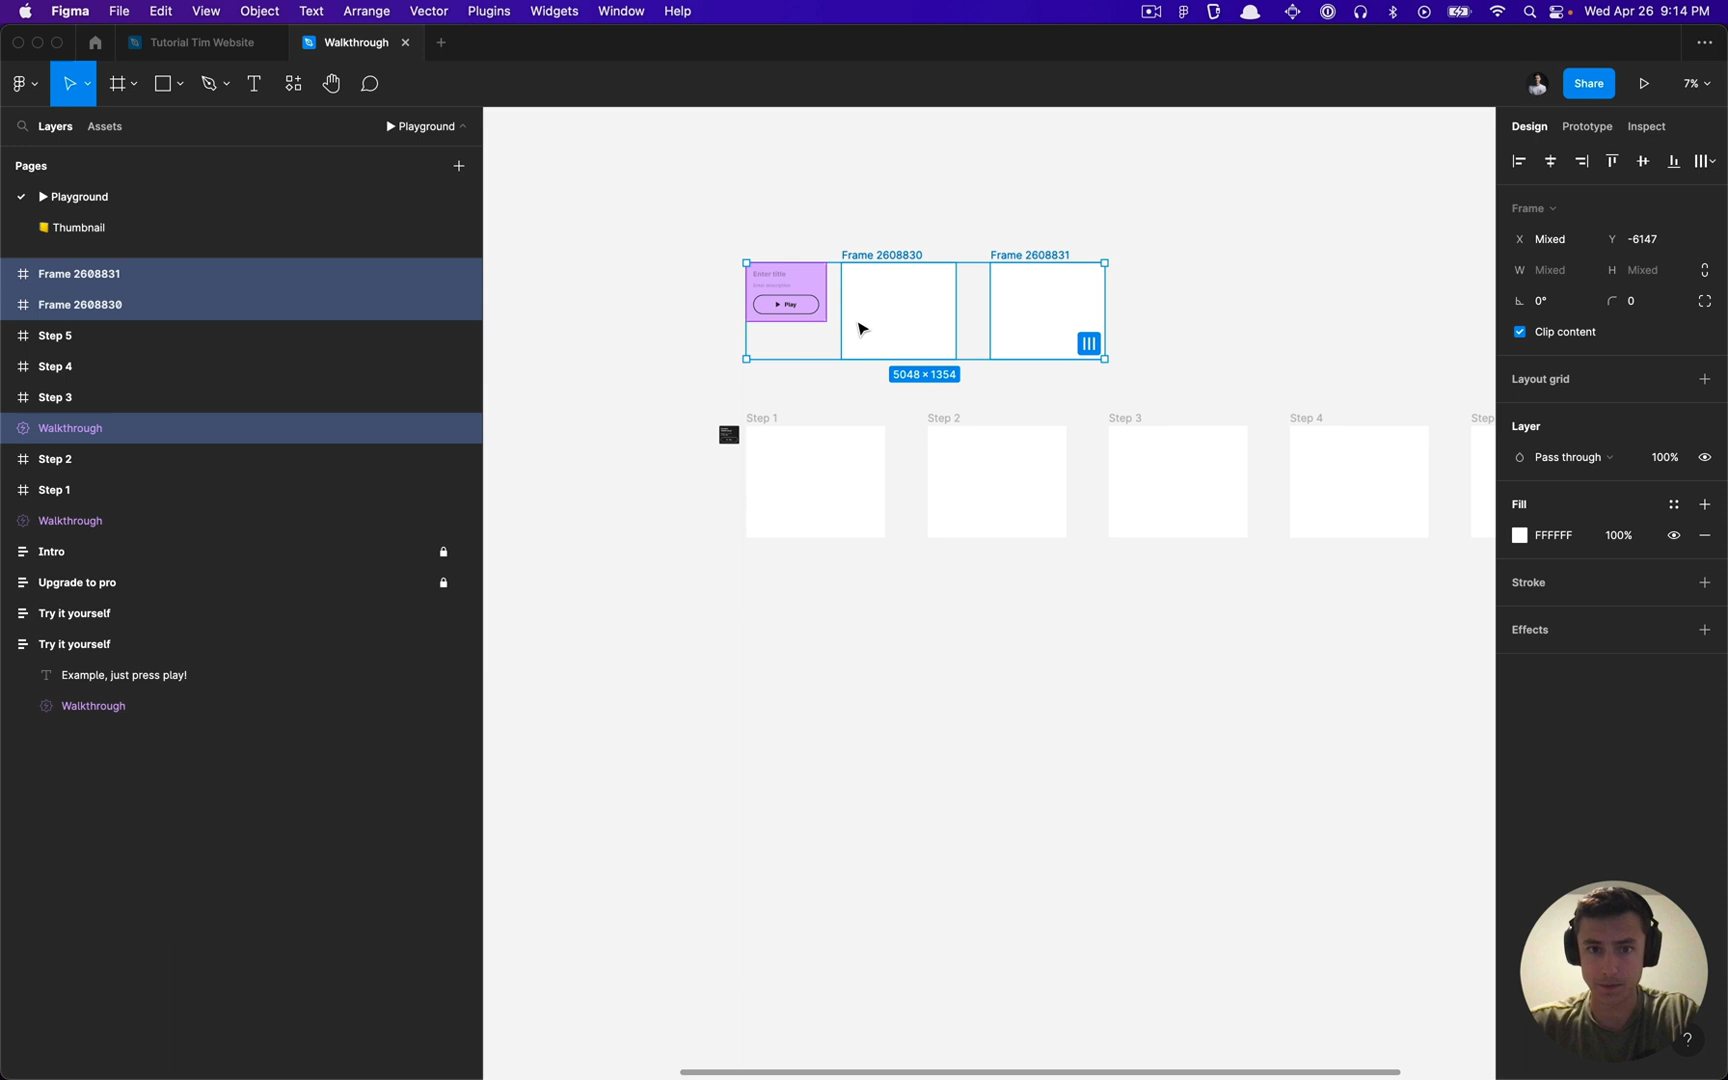 Figma File Edit View Object Text Arrange Vector Plugins Widgets Window Help Wed Apr 26 9:14 PM
Tutorial Tim Website Walkthrough
Share 7%
Layers Assets Playground
Design Prototype Inspect
Pages
Playground
Thumbnail
Frame 2608831
Frame 2608830
Step 5
Step 4
Step 3
Walkthrough
Step 2
Step 1
Walkthrough
Intro
Upgrade to pro
Try it yourself
Try it yourself
Example, just press play!
Walkthrough
Frame 2608830 Frame 2608831
Enter title
Enter description
Play
5048 × 1354
Step 1 Step 2 Step 3 Step 4 Step
Frame
X Mixed Y -6147
W Mixed H Mixed
0° 0
Clip content
Layout grid
Layer
Pass through 100%
Fill
FFFFFF 100%
Stroke
Effects
?